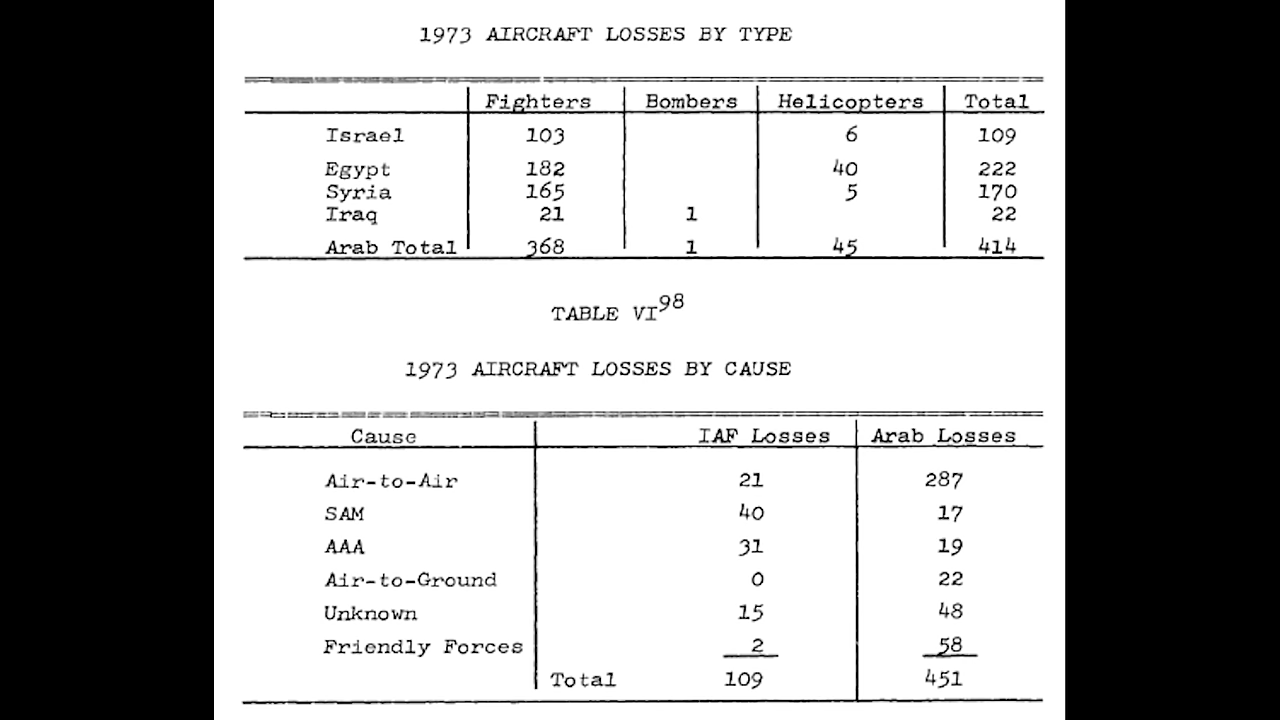 1973 AIRCRAFT LOSSES BY TYPE
Fighters Bombers Helicopters Total
Israel 103 6 109
Egypt 182 40 222
Syria 165 5 170
Iraq 21 1 22
Arab Total 368 1 45 414
TABLE VI98
1973 AIRCRAFT LOSSES BY CAUSE
Cause IAF Losses Arab Losses
Air-to-Air 21 287
SAM 40 17
AAA 31 19
Air-to-Ground 0 22
Unknown 15 48
Friendly Forces 2 58
Total 109 451